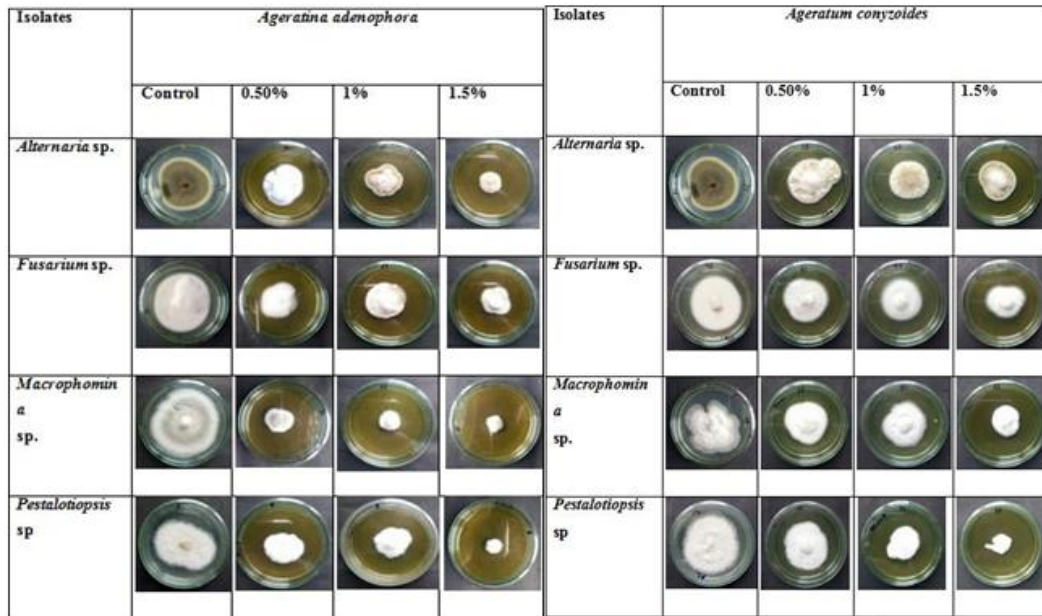 Isolates
Ageratina adenophora
Control 0.50% 1% 1.5%
Alternaria sp.
Fusarium sp.
Macrophomin
a
sp.
Pestalotiopsis
sp
Isolates
Ageratum conyzoides
Control 0.50% 1% 1.5%
Alternaria sp.
Fusarium sp.
Macrophomin
a
sp.
Pestalotiopsis
sp